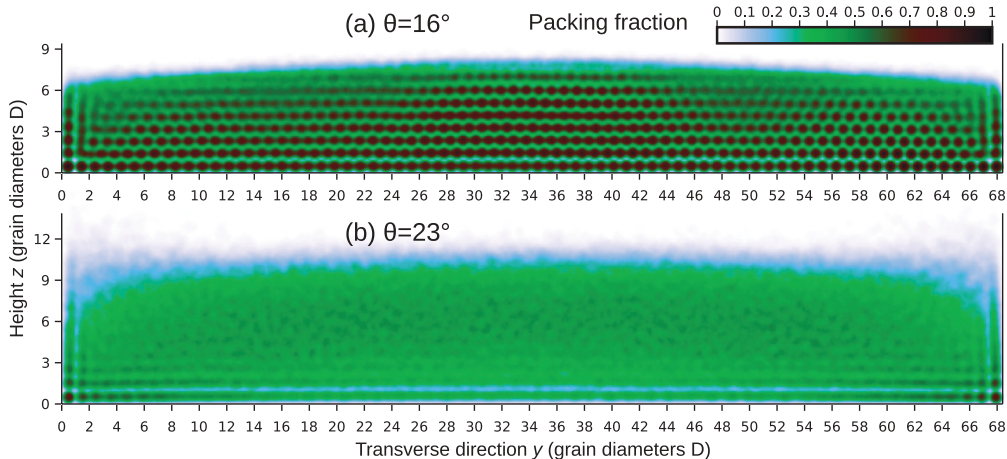 (a) θ=16°
Packing fraction
0 0.1 0.2 0.3 0.4 0.5 0.6 0.7 0.8 0.9 1
9
6
3
0
0 2 4 6 8 10 12 14 16 18 20 22 24 26 28 30 32 34 36 38 40 42 44 46 48 50 52 54 56 58 60 62 64 66 68
Height z (grain diameters D)
(b) θ=23°
12
9
6
3
0
0 2 4 6 8 10 12 14 16 18 20 22 24 26 28 30 32 34 36 38 40 42 44 46 48 50 52 54 56 58 60 62 64 66 68
Transverse direction y (grain diameters D)